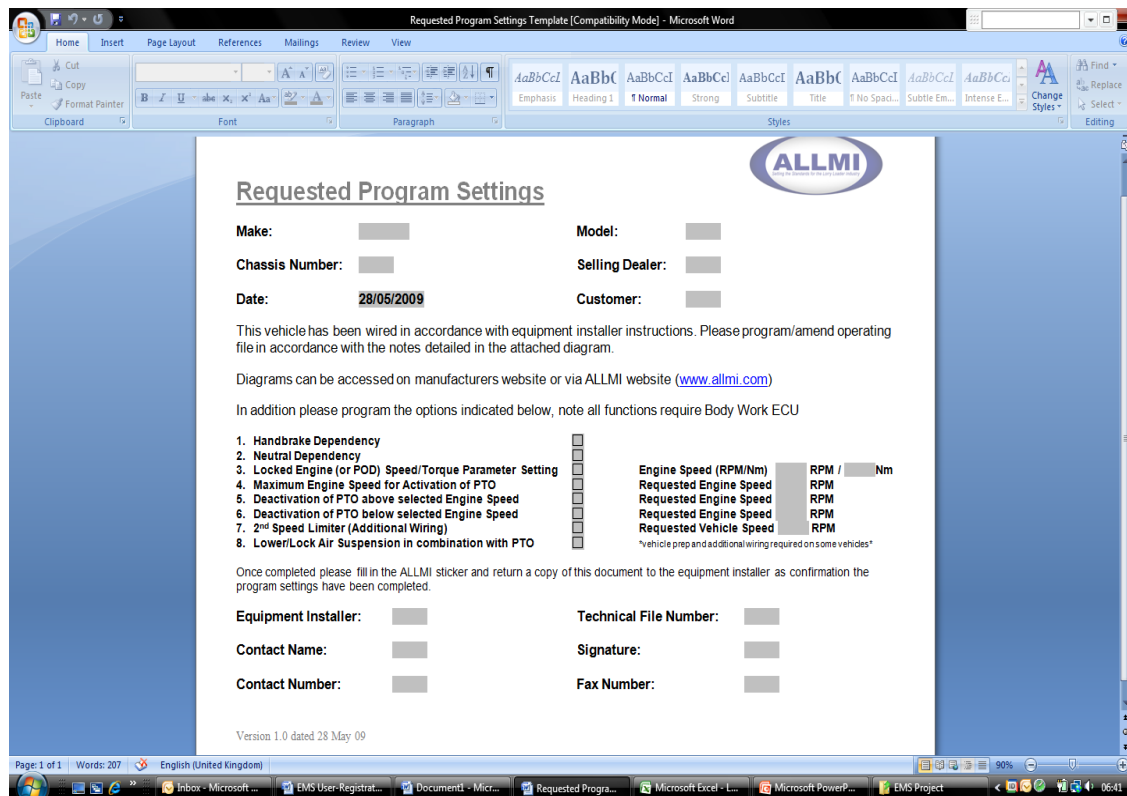 Requested Program Settings Template [Compatibility Mode] - Microsoft Word
Home Insert Page Layout References Mailings Review View
Cut
Copy
Format Painter
Paste
Clipboard
Font
Paragraph
AaBbCcI AaBb( AaBbCcI AaBbCcl AaBbCcI AaBb( AaBbCcI AaBbCcI AaBbCc
Emphasis Heading 1 ¶ Normal Strong Subtitle Title ¶ No Spaci... Subtle Em... Intense E...
Change Styles
Styles
Find
Replace
Select
Editing
ALLMI
Setting the Standards for the Lorry Loader Industry
Requested Program Settings
Make: Model:
Chassis Number: Selling Dealer:
Date: 28/05/2009 Customer:
This vehicle has been wired in accordance with equipment installer instructions. Please program/amend operating
file in accordance with the notes detailed in the attached diagram.
Diagrams can be accessed on manufacturers website or via ALLMI website (www.allmi.com)
In addition please program the options indicated below, note all functions require Body Work ECU
1. Handbrake Dependency
2. Neutral Dependency
3. Locked Engine (or POD) Speed/Torque Parameter Setting Engine Speed (RPM/Nm) RPM / Nm
4. Maximum Engine Speed for Activation of PTO Requested Engine Speed RPM
5. Deactivation of PTO above selected Engine Speed Requested Engine Speed RPM
6. Deactivation of PTO below selected Engine Speed Requested Engine Speed RPM
7. 2nd Speed Limiter (Additional Wiring) Requested Vehicle Speed RPM
8. Lower/Lock Air Suspension in combination with PTO *vehicle prep and additional wiring required on some vehicles*
Once completed please fill in the ALLMI sticker and return a copy of this document to the equipment installer as confirmation the
program settings have been completed.
Equipment Installer: Technical File Number:
Contact Name: Signature:
Contact Number: Fax Number:
Version 1.0 dated 28 May 09
Page: 1 of 1 Words: 207 English (United Kingdom) 90%
Inbox - Microsoft ... EMS User-Registrat... Document1 - Micr... Requested Progra... Microsoft Excel - L... Microsoft PowerP... EMS Project 06:41